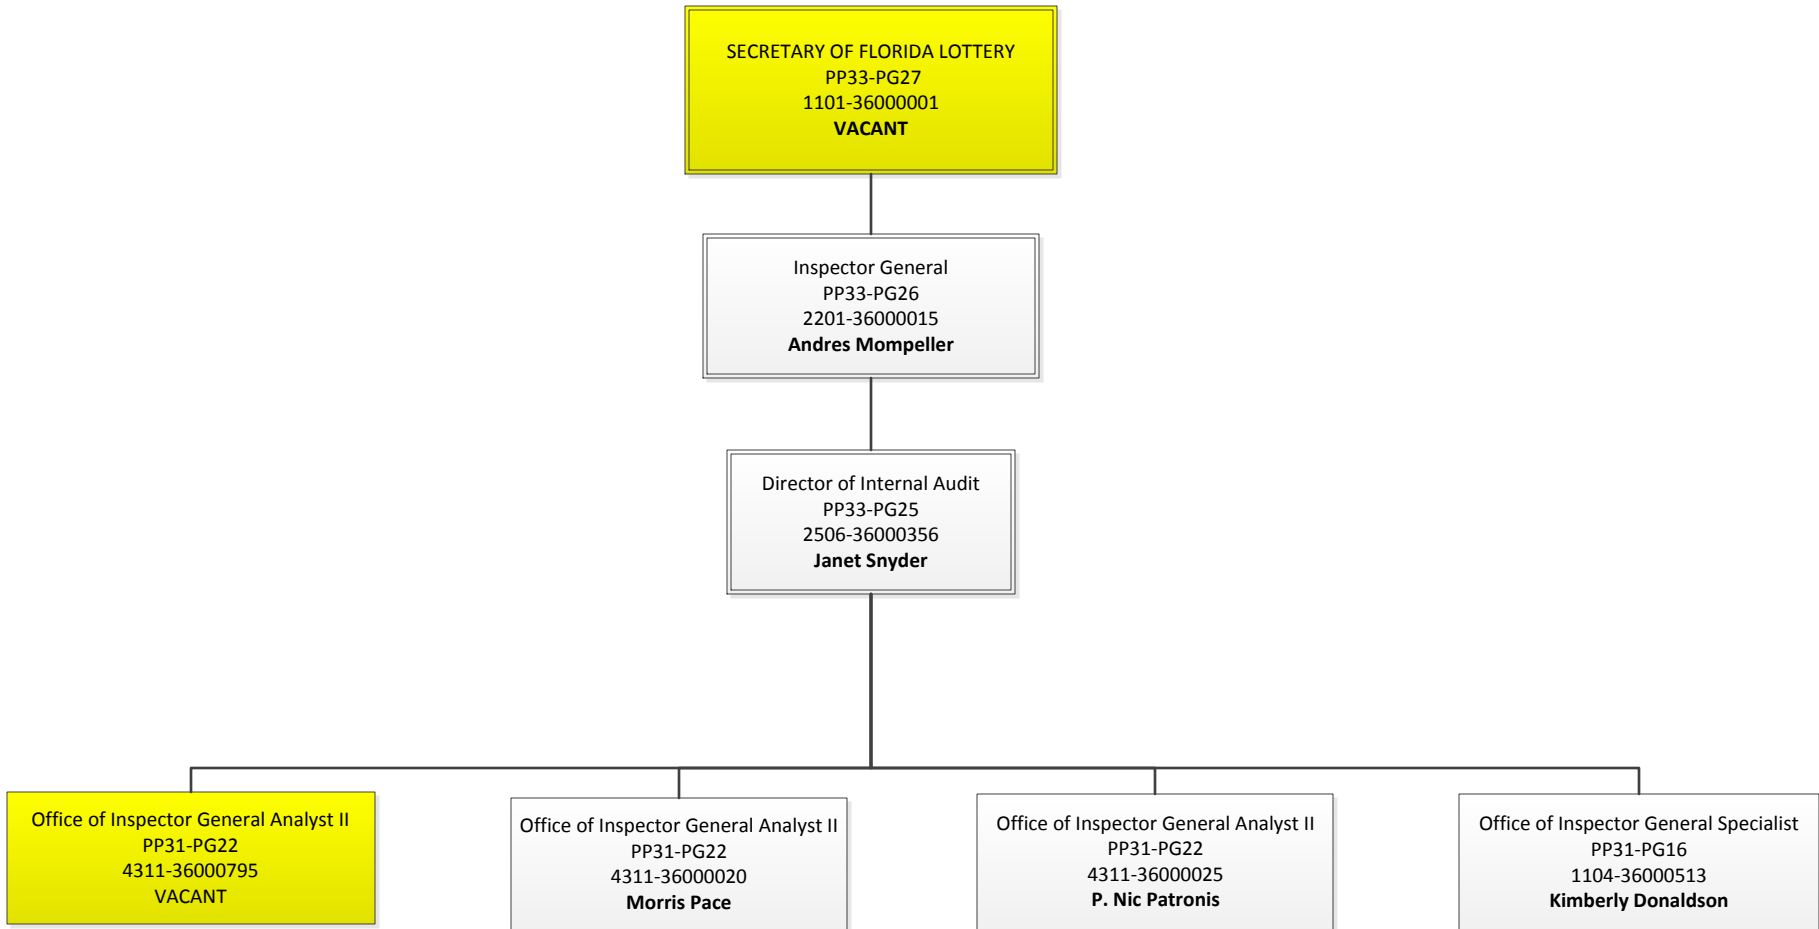 SECRETARY OF FLORIDA LOTTERY
PP33-PG27
1101-36000001
VACANT
Inspector General
PP33-PG26
2201-36000015
Andres Mompeller
Director of Internal Audit
PP33-PG25
2506-36000356
Janet Snyder
Office of Inspector General Analyst II
PP31-PG22
4311-36000795
VACANT
Office of Inspector General Analyst II
PP31-PG22
4311-36000020
Morris Pace
Office of Inspector General Analyst II
PP31-PG22
4311-36000025
P. Nic Patronis
Office of Inspector General Specialist
PP31-PG16
1104-36000513
Kimberly Donaldson